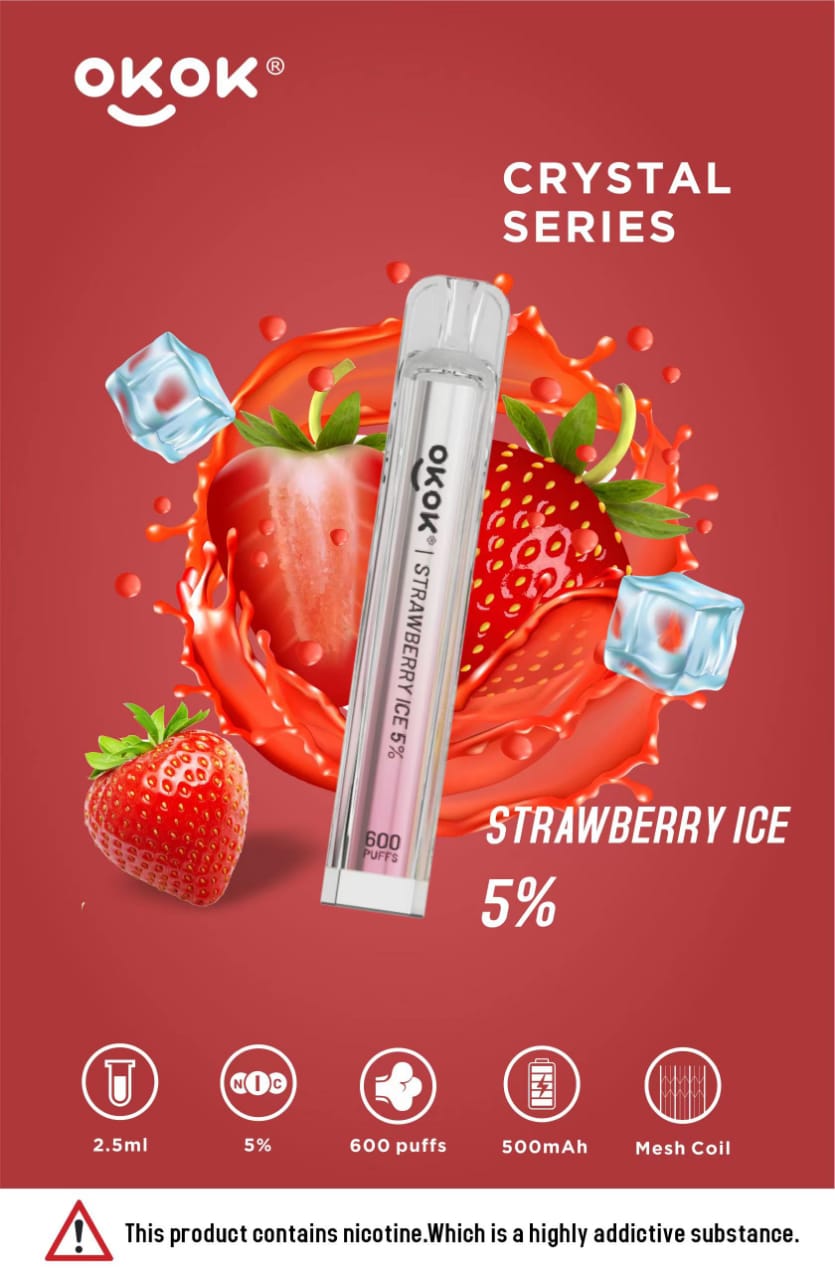 OKOK®
CRYSTAL
SERIES
OKOK® | STRAWBERRY ICE 5%
600
PUFFS
STRAWBERRY ICE
5%
NIC
2.5ml
5%
600 puffs
500mAh
Mesh Coil
This product contains nicotine.Which is a highly addictive substance.